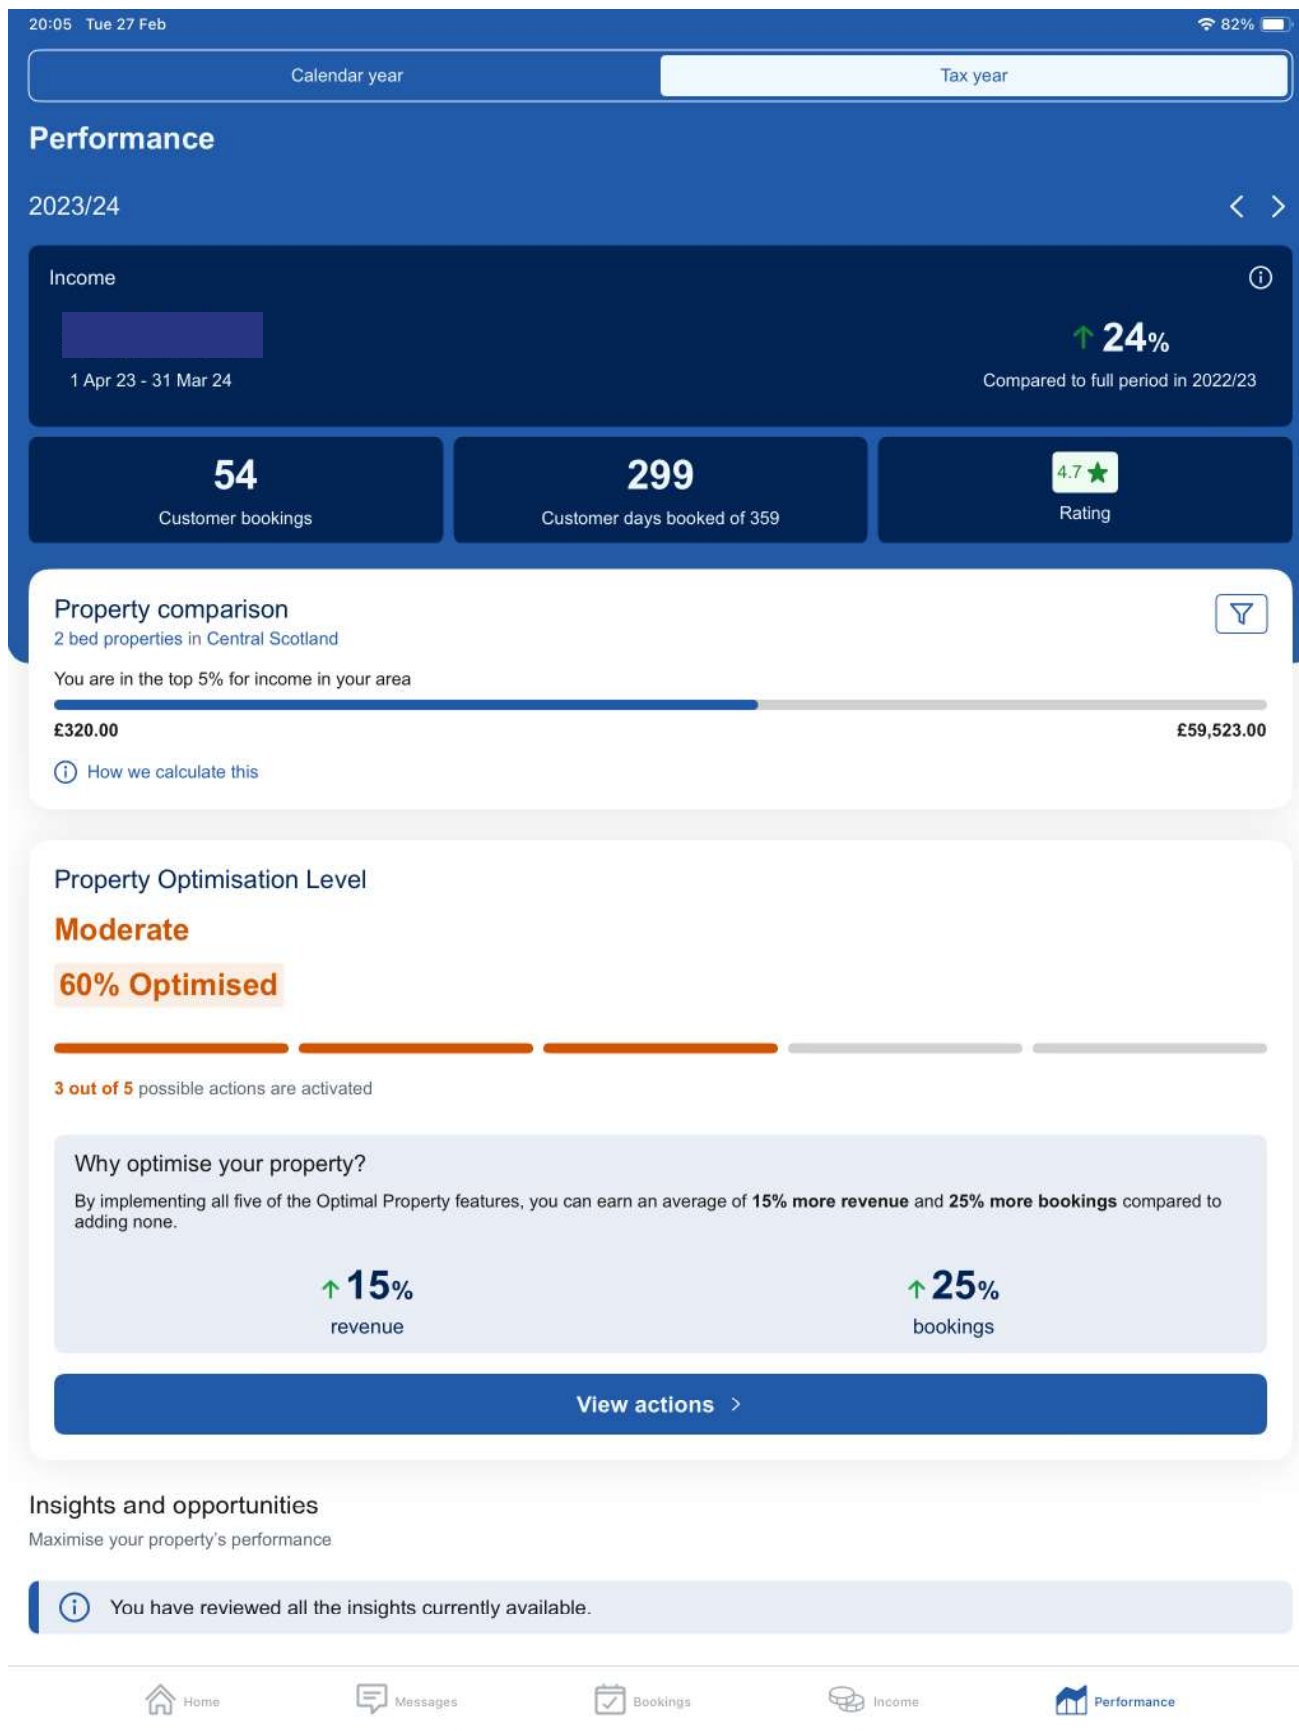 20:05 Tue 27 Feb
82%
Calendar year
Tax year
Performance
2023/24
Income
↑ 24%
1 Apr 23 - 31 Mar 24
Compared to full period in 2022/23
54
299
4.7 ★
Customer bookings
Customer days booked of 359
Rating
Property comparison
2 bed properties in Central Scotland
You are in the top 5% for income in your area
£320.00
£59,523.00
How we calculate this
Property Optimisation Level
Moderate
60% Optimised
3 out of 5 possible actions are activated
Why optimise your property?
By implementing all five of the Optimal Property features, you can earn an average of 15% more revenue and 25% more bookings compared to
adding none.
↑ 15%
revenue
↑ 25%
bookings
View actions >
Insights and opportunities
Maximise your property's performance
You have reviewed all the insights currently available.
Home
Messages
Bookings
Income
Performance